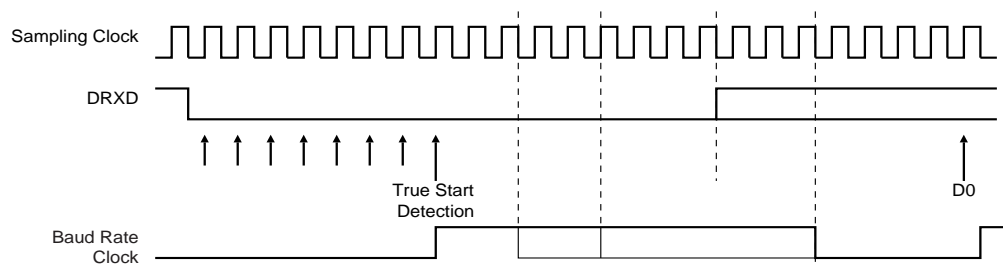 Sampling Clock
DRXD
True Start
Detection
D0
Baud Rate
Clock